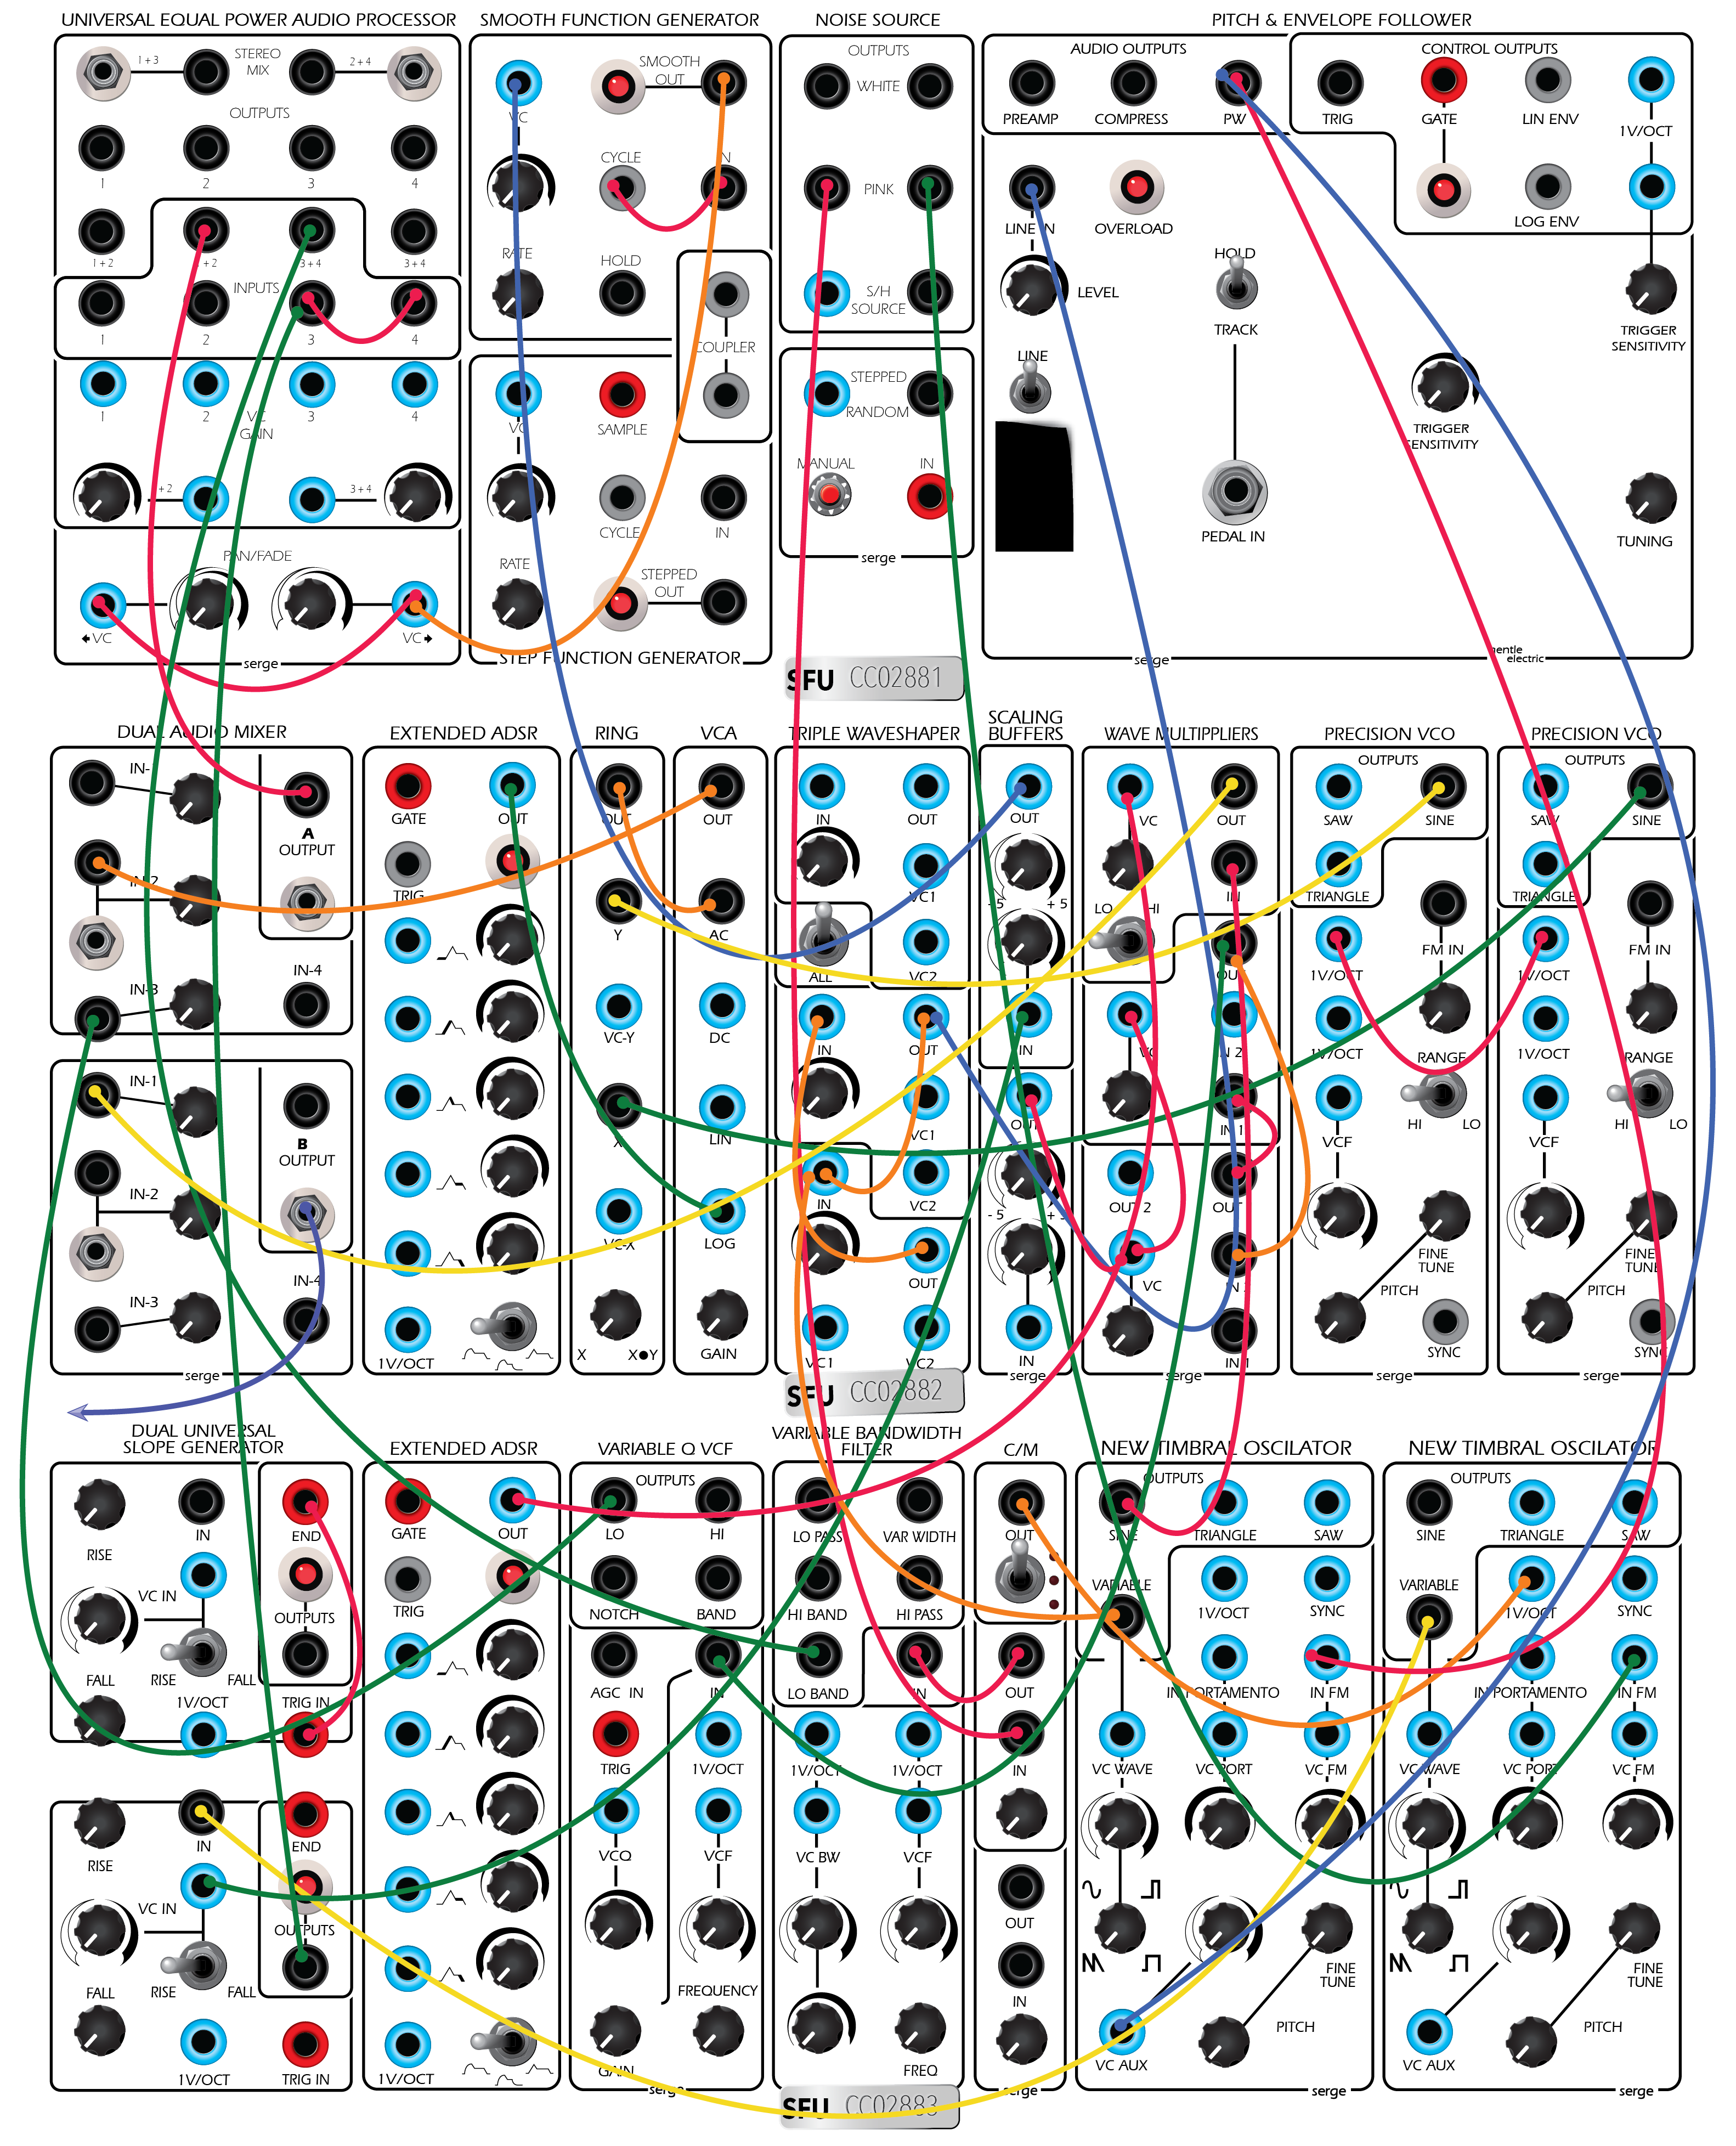 UNIVERSAL EQUAL POWER AUDIO PROCESSOR
1 + 3
STEREO
MIX
2 + 4
OUTPUTS
1 2 3 4
1 + 2
+ 2
3 + 4
3 + 4
INPUTS
1 2 3 4
1 2 3 4
VC
GAIN
+ 2
3 + 4
PAN/FADE
VC
VC
serge
SMOOTH FUNCTION GENERATOR
SMOOTH
OUT
VC
CYCLE
IN
RATE
HOLD
COUPLER
VC
SAMPLE
CYCLE
IN
RATE
STEPPED
OUT
STEP FUNCTION GENERATOR
NOISE SOURCE
OUTPUTS
WHITE
PINK
S/H
SOURCE
STEPPED
RANDOM
MANUAL
IN
serge
PITCH & ENVELOPE FOLLOWER
AUDIO OUTPUTS
PREAMP
COMPRESS
PW
CONTROL OUTPUTS
TRIG
GATE
LIN ENV
1V/OCT
LOG ENV
LINE IN
OVERLOAD
LEVEL
HOLD
TRACK
LINE
TRIGGER
SENSITIVITY
TRIGGER
SENSITIVITY
PEDAL IN
TUNING
serge
gentle
electric
SFU CC02881
DUAL AUDIO MIXER
IN-
IN-2
IN-3
A
OUTPUT
IN-4
IN-1
IN-2
IN-3
B
OUTPUT
IN-4
serge
EXTENDED ADSR
GATE
OUT
TRIG
1V/OCT
RING
OUT
Y
VC-Y
X
VC-X
X X●Y
VCA
OUT
AC
DC
LIN
LOG
GAIN
TRIPLE WAVESHAPER
IN
OUT
VC1
VC2
ALL
IN
OUT
VC1
IN
VC2
OUT
VC1
VC2
SCALING
BUFFERS
OUT
- 5 + 5
IN
OUT
- 5 + 5
IN
serge
WAVE MULTIPPLIERS
VC
OUT
LO HI
IN
OUT
VC
IN 2
IN 1
OUT 2
OUT
VC
IN
IN 1
serge
PRECISION VCO
OUTPUTS
SAW
SINE
TRIANGLE
1V/OCT
FM IN
1V/OCT
RANGE
HI LO
VCF
FINE
TUNE
PITCH
SYNC
serge
PRECISION VCO
OUTPUTS
SAW
SINE
TRIANGLE
1V/OCT
FM IN
1V/OCT
RANGE
HI LO
VCF
FINE
TUNE
PITCH
SYNC
serge
SFU CC02882
DUAL UNIVERSAL
SLOPE GENERATOR
RISE
IN
END
VC IN
OUTPUTS
FALL
RISE
FALL
1V/OCT
TRIG IN
RISE
IN
END
VC IN
OUTPUTS
FALL
RISE
FALL
1V/OCT
TRIG IN
EXTENDED ADSR
GATE
OUT
TRIG
1V/OCT
VARIABLE Q VCF
OUTPUTS
LO
HI
NOTCH
BAND
AGC IN
IN
TRIG
1V/OCT
VCQ
VCF
FREQUENCY
GAIN
serge
VARIABLE BANDWIDTH
FILTER
LO PASS
VAR WIDTH
HI BAND
HI PASS
LO BAND
IN
1V/OCT
1V/OCT
VC BW
VCF
FREQ
C/M
OUT
OUT
IN
OUT
IN
serge
NEW TIMBRAL OSCILATOR
OUTPUTS
SINE
TRIANGLE
SAW
VARIABLE
1V/OCT
SYNC
IN PORTAMENTO
IN FM
VC WAVE
VC PORT
VC FM
FINE
TUNE
PITCH
VC AUX
serge
NEW TIMBRAL OSCILATOR
OUTPUTS
SINE
TRIANGLE
SAW
VARIABLE
1V/OCT
SYNC
IN PORTAMENTO
IN FM
VC WAVE
VC PORT
VC FM
FINE
TUNE
PITCH
VC AUX
serge
SFU CC02883